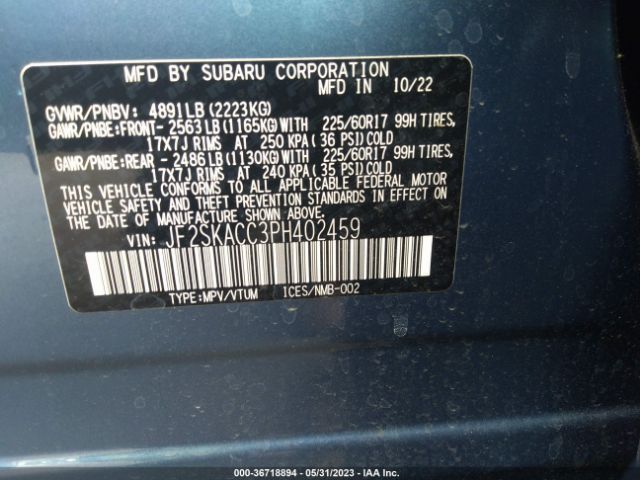 MFD BY SUBARU CORPORATION
MFD IN 10/22
GVWR/PNBV: 4891LB (2223KG)
GAWR/PNBE:FRONT- 2563LB (1165KG)WITH 225/60R17 99H TIRES,
17X7J RIMS AT 250 KPA (36 PSI)COLD
GAWR/PNBE:REAR - 2486LB (1130KG)WITH 225/60R17 99H TIRES,
17X7J RIMS AT 240 KPA (35 PSI)COLD
THIS VEHICLE CONFORMS TO ALL APPLICABLE FEDERAL MOTOR
VEHICLE SAFETY AND THEFT PREVENTION STANDARDS IN EFFECT ON
THE DATE OF MANUFACTURE SHOWN ABOVE.
VIN: JF2SKACC3PH402459
TYPE:MPV/VTUM ICES/NMB-002
000-36718894 - 05/31/2023 - IAA Inc.